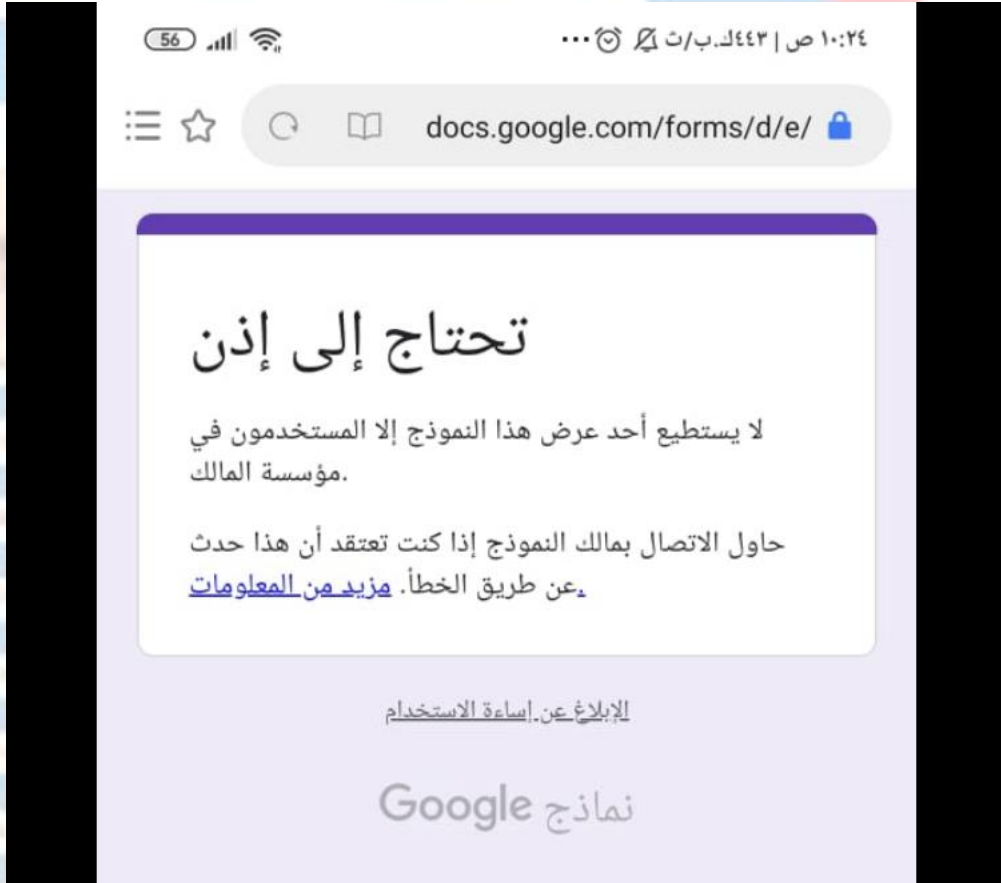 ١٠:٢٤ ص | ٤٤٣ك.ب/ث ...
56
docs.google.com/forms/d/e/
تحتاج إلى إذن
لا يستطيع أحد عرض هذا النموذج إلا المستخدمون في
مؤسسة المالك.
حاول الاتصال بمالك النموذج إذا كنت تعتقد أن هذا حدث
عن طريق الخطأ. مزيد من المعلومات.
الإبلاغ عن إساءة الاستخدام
نماذج Google